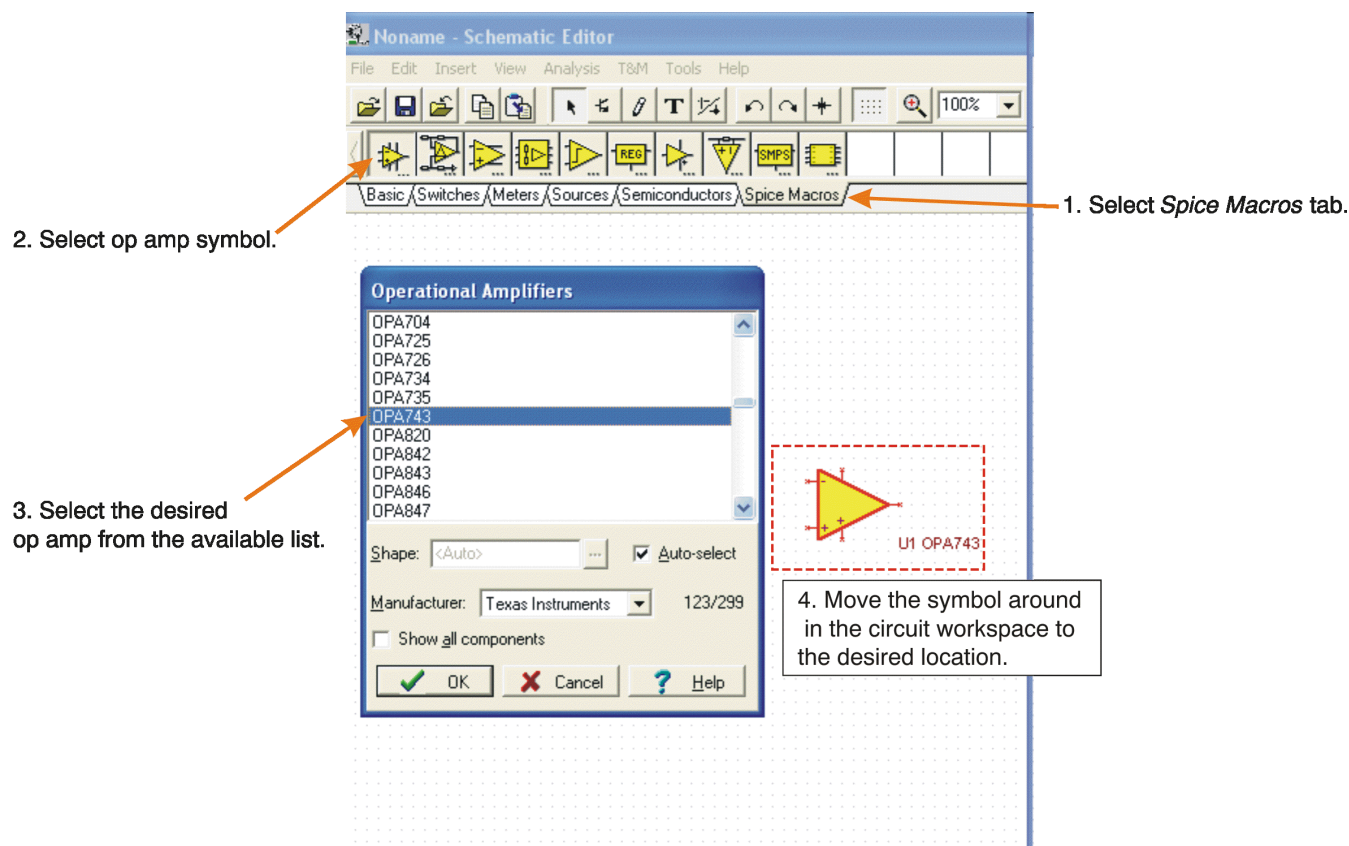 Noname - Schematic Editor
File Edit Insert View Analysis T&M Tools Help
T 100%
REG +1 SMPS
Basic Switches Meters Sources Semiconductors Spice Macros
1. Select Spice Macros tab.
2. Select op amp symbol.
Operational Amplifiers
OPA704
OPA725
OPA726
OPA734
OPA735
OPA743
OPA820
OPA842
OPA843
OPA846
OPA847
3. Select the desired
op amp from the available list.
Shape: <Auto> ... Auto-select
Manufacturer: Texas Instruments 123/299
Show all components
OK Cancel ? Help
U1 OPA743
4. Move the symbol around
in the circuit workspace to
the desired location.